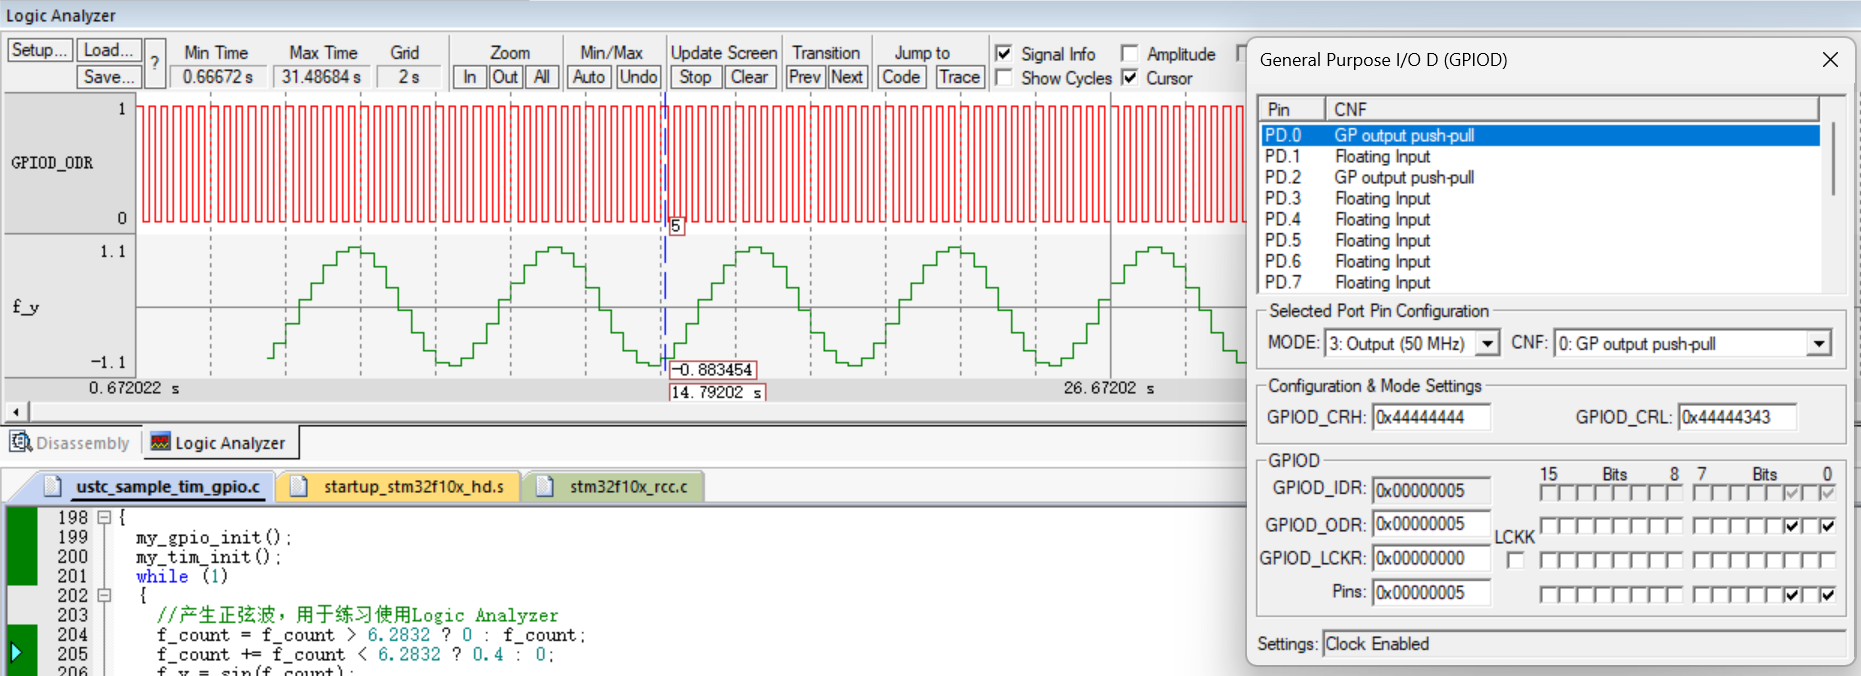 Logic Analyzer
Setup... Load... Save... ? Min Time Max Time Grid Zoom Min/Max Update Screen Transition Jump to Signal Info Amplitude
0.66672 s 31.48684 s 2 s In Out All Auto Undo Stop Clear Prev Next Code Trace Show Cycles Cursor
1
GPIOD_ODR
0
5
1.1
f_y
-1.1
-0.883454
0.672022 s 14.79202 s 26.67202 s
Disassembly Logic Analyzer
ustc_sample_tim_gpio.c startup_stm32f10x_hd.s stm32f10x_rcc.c
198 {
199 my_gpio_init();
200 my_tim_init();
201 while (1)
202 {
203 //产生正弦波，用于练习使用Logic Analyzer
204 f_count = f_count > 6.2832 ? 0 : f_count;
205 f_count += f_count < 6.2832 ? 0.4 : 0;
206 f_y = sin(f_count);
General Purpose I/O D (GPIOD)
Pin CNF
PD.0 GP output push-pull
PD.1 Floating Input
PD.2 GP output push-pull
PD.3 Floating Input
PD.4 Floating Input
PD.5 Floating Input
PD.6 Floating Input
PD.7 Floating Input
Selected Port Pin Configuration
MODE: 3: Output (50 MHz) CNF: 0: GP output push-pull
Configuration & Mode Settings
GPIOD_CRH: 0x44444444 GPIOD_CRL: 0x44444343
GPIOD
15 Bits 8 7 Bits 0
GPIOD_IDR: 0x00000005
GPIOD_ODR: 0x00000005
LCKK
GPIOD_LCKR: 0x00000000
Pins: 0x00000005
Settings: Clock Enabled